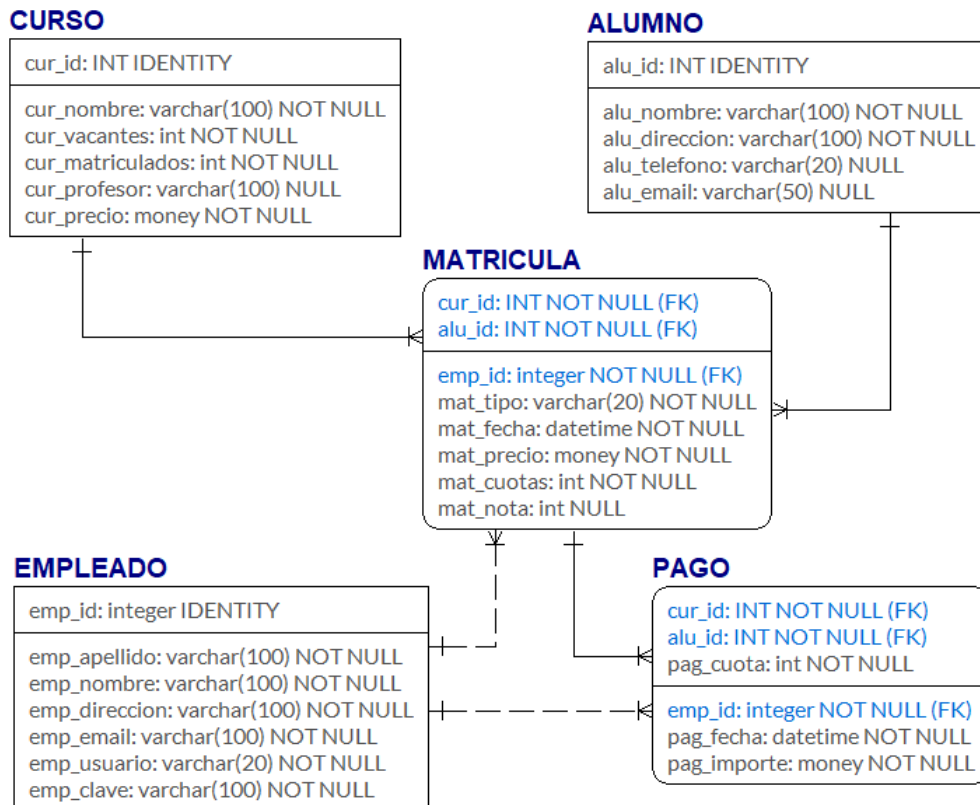 CURSO
cur_id: INT IDENTITY
cur_nombre: varchar(100) NOT NULL
cur_vacantes: int NOT NULL
cur_matriculados: int NOT NULL
cur_profesor: varchar(100) NULL
cur_precio: money NOT NULL
ALUMNO
alu_id: INT IDENTITY
alu_nombre: varchar(100) NOT NULL
alu_direccion: varchar(100) NOT NULL
alu_telefono: varchar(20) NULL
alu_email: varchar(50) NULL
MATRICULA
cur_id: INT NOT NULL (FK)
alu_id: INT NOT NULL (FK)
emp_id: integer NOT NULL (FK)
mat_tipo: varchar(20) NOT NULL
mat_fecha: datetime NOT NULL
mat_precio: money NOT NULL
mat_cuotas: int NOT NULL
mat_nota: int NULL
EMPLEADO
emp_id: integer IDENTITY
emp_apellido: varchar(100) NOT NULL
emp_nombre: varchar(100) NOT NULL
emp_direccion: varchar(100) NOT NULL
emp_email: varchar(100) NOT NULL
emp_usuario: varchar(20) NOT NULL
emp_clave: varchar(100) NOT NULL
PAGO
cur_id: INT NOT NULL (FK)
alu_id: INT NOT NULL (FK)
pag_cuota: int NOT NULL
emp_id: integer NOT NULL (FK)
pag_fecha: datetime NOT NULL
pag_importe: money NOT NULL